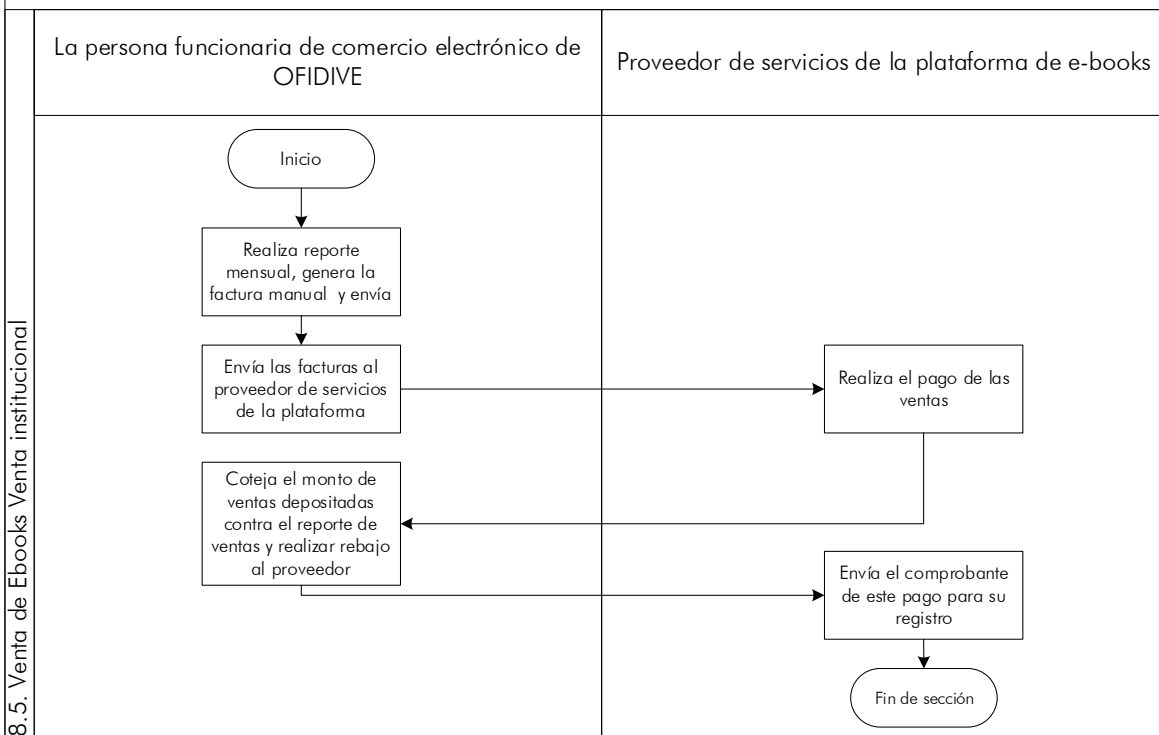 8.5. Venta de Ebooks Venta institucional
La persona funcionaria de comercio electrónico de
OFIDIVE
Proveedor de servicios de la plataforma de e-books
Inicio
Realiza reporte
mensual, genera la
factura manual y envía
Envía las facturas al
proveedor de servicios
de la plataforma
Realiza el pago de las
ventas
Coteja el monto de
ventas depositadas
contra el reporte de
ventas y realizar rebajo
al proveedor
Envía el comprobante
de este pago para su
registro
Fin de sección